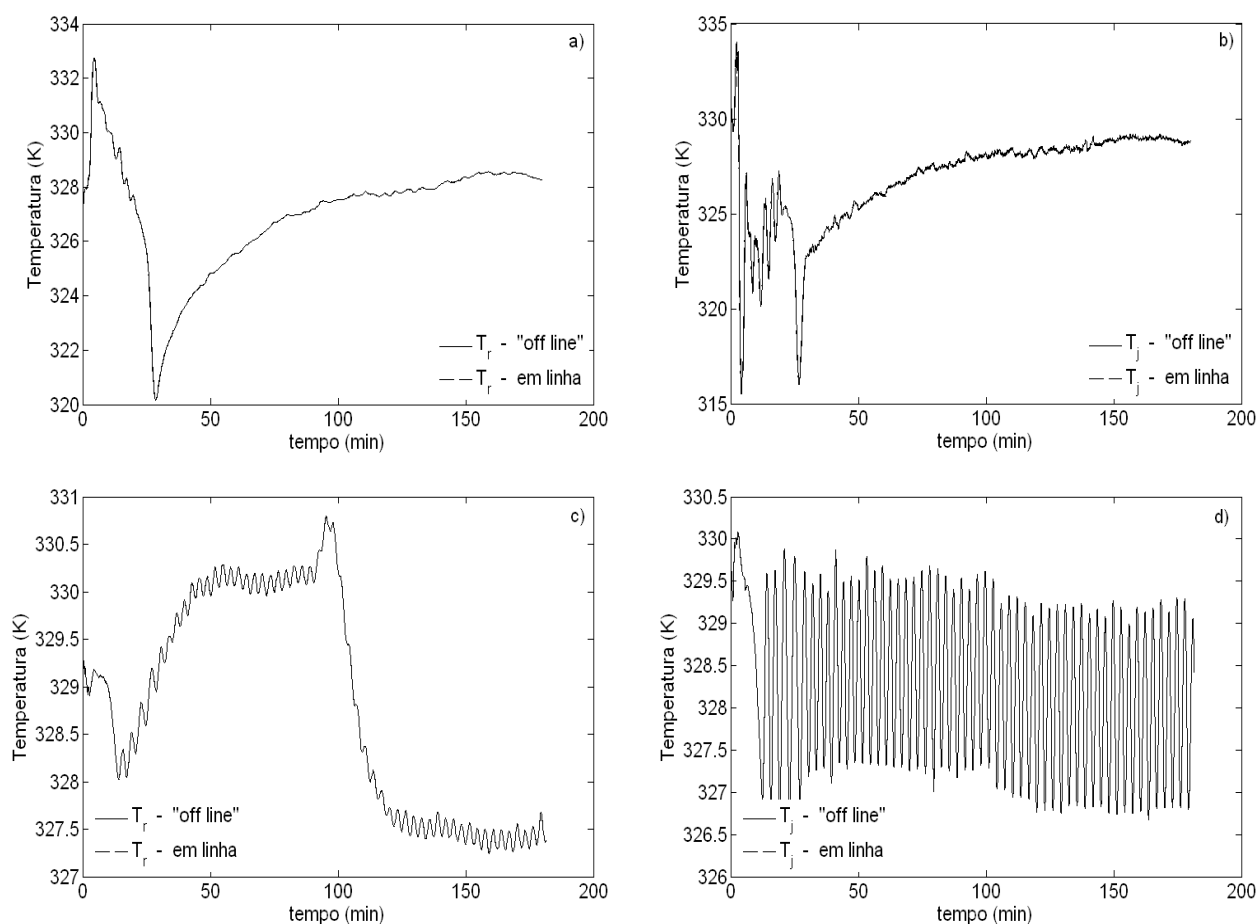 a)
334
332
330
328
326
324
322
320
Temperatura (K)
T_r - "off line"
T_r - em linha
0
50
100
150
200
tempo (min)
b)
335
330
325
320
315
Temperatura (K)
T_j - "off line"
T_j - em linha
0
50
100
150
200
tempo (min)
c)
331
330.5
330
329.5
329
328.5
328
327.5
327
Temperatura (K)
T_r - "off line"
T_r - em linha
0
50
100
150
200
tempo (min)
d)
330.5
330
329.5
329
328.5
328
327.5
327
326.5
326
Temperatura (K)
T_j - "off line"
T_j - em linha
0
50
100
150
200
tempo (min)